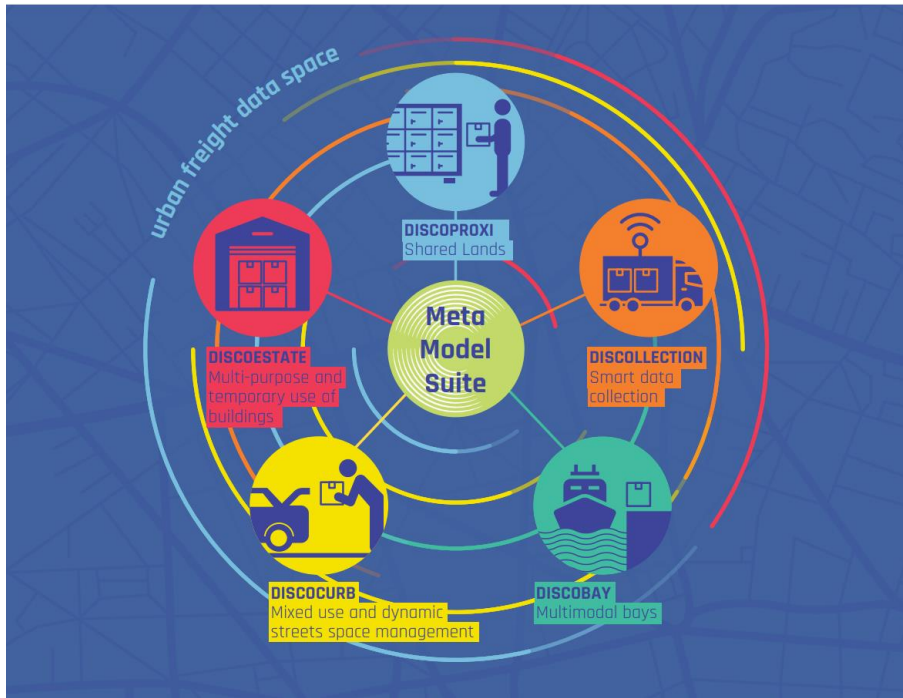 urban freight data space
DISCOPROXI
Shared Lands
DISCOESTATE
Multi-purpose and
temporary use of
buildings
Meta
Model
Suite
DISCOLLECTION
Smart data
collection
DISCOCURB
Mixed use and dynamic
streets space management
DISCOBAY
Multimodal bays